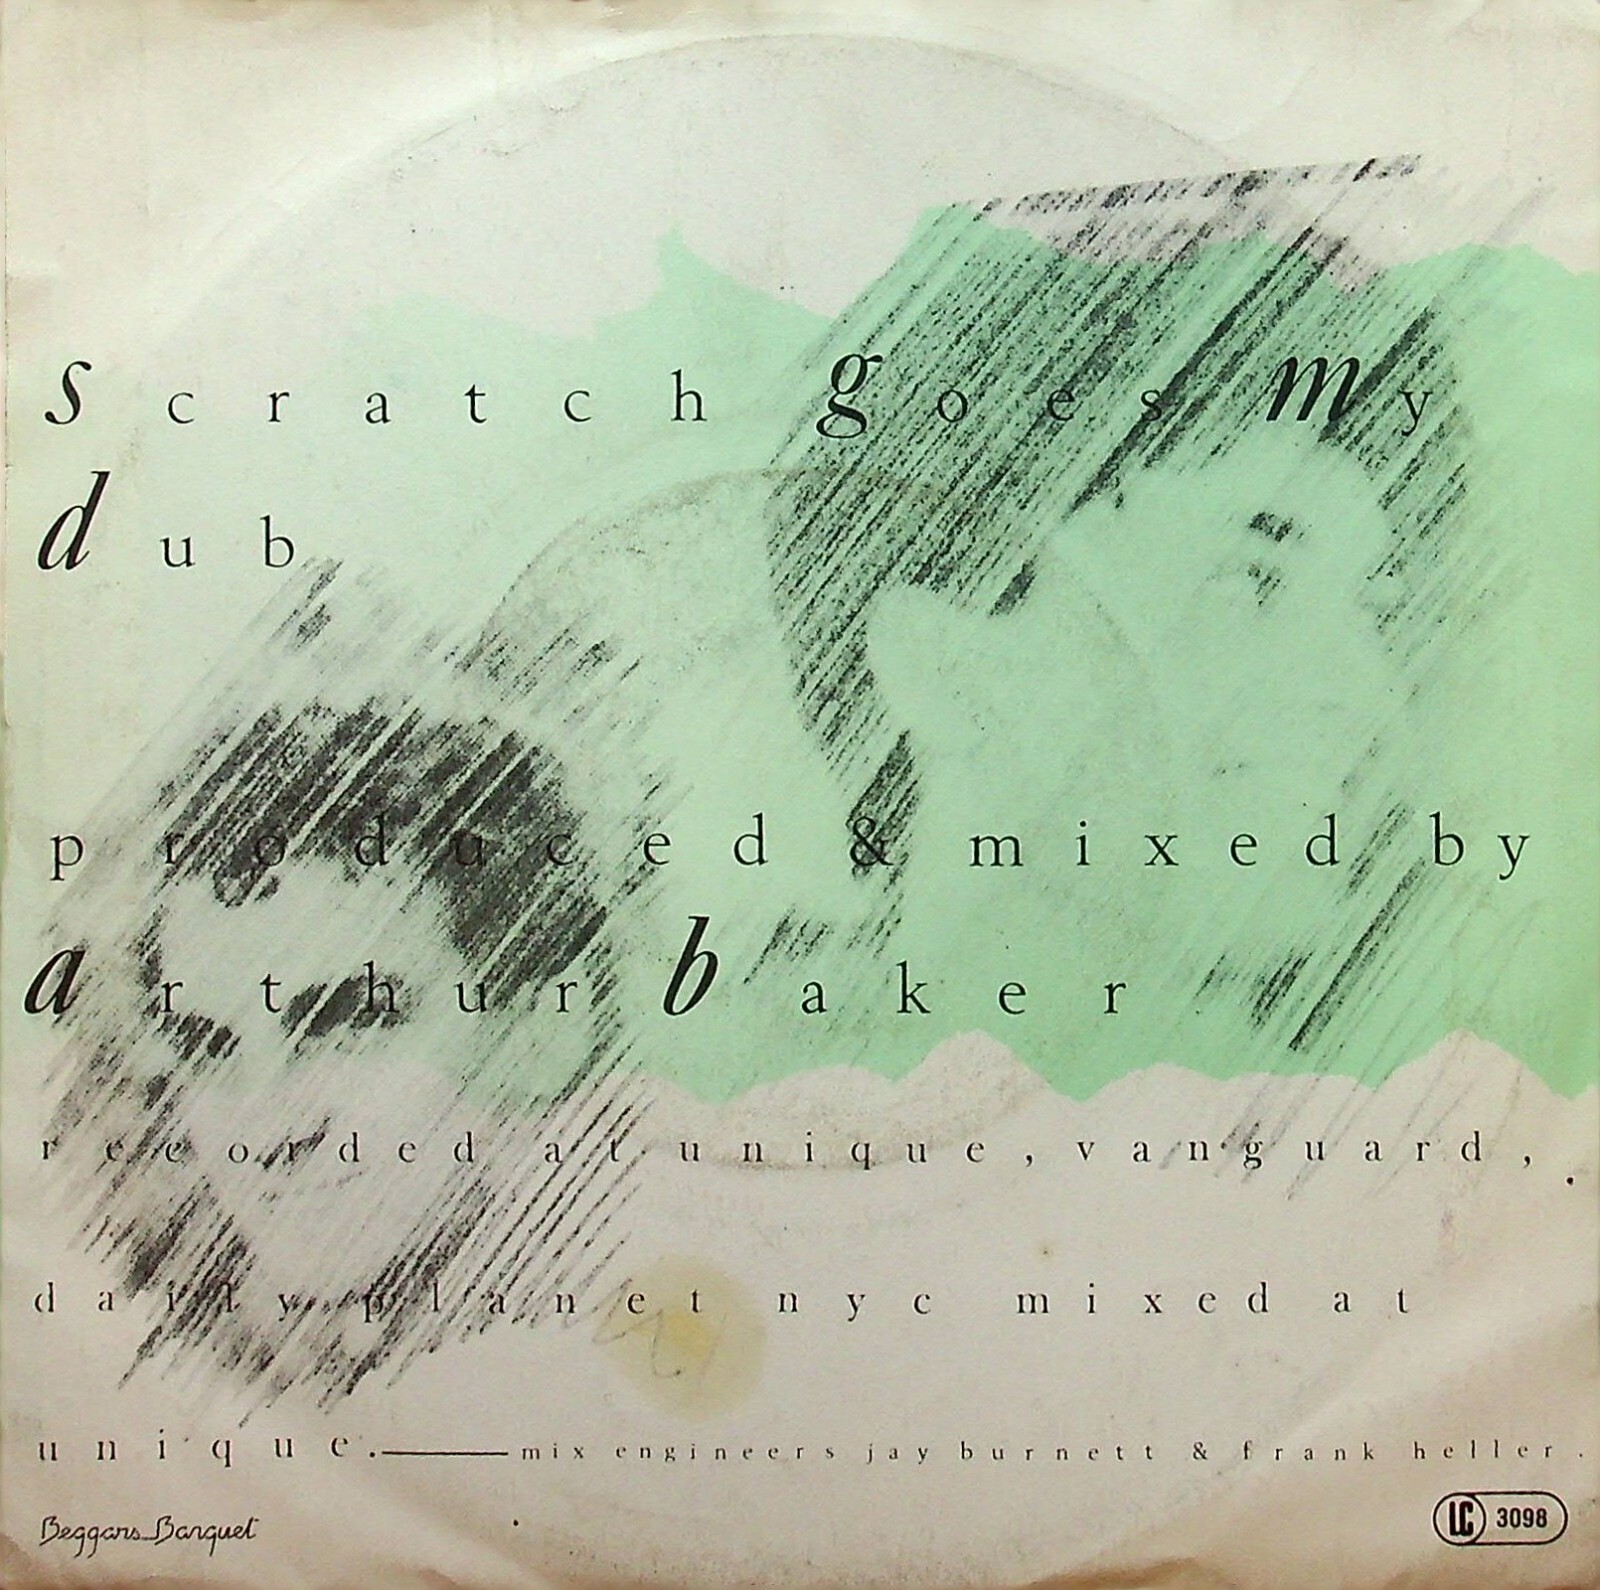 scratch goes my
dub
produced & mixed by
arthur baker
recorded at unique, vanguard,
daily planet nyc mixed at
unique.——mix engineers jay burnett & frank heller.
Beggars Banquet
LC 3098